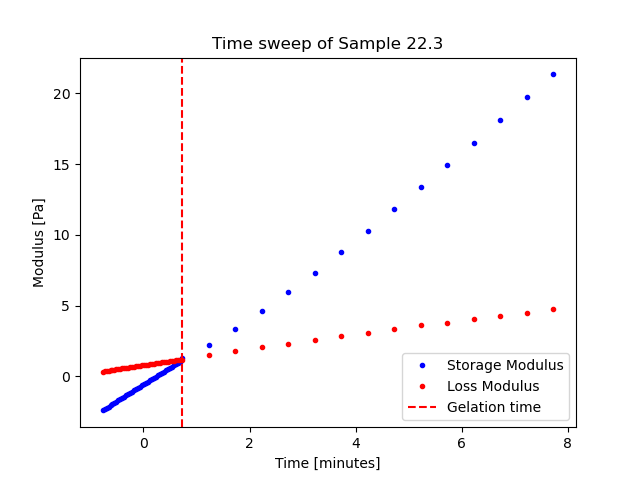 Time sweep of Sample 22.3
Modulus [Pa]
20
15
10
5
0
Storage Modulus
Loss Modulus
Gelation time
0 2 4 6 8
Time [minutes]